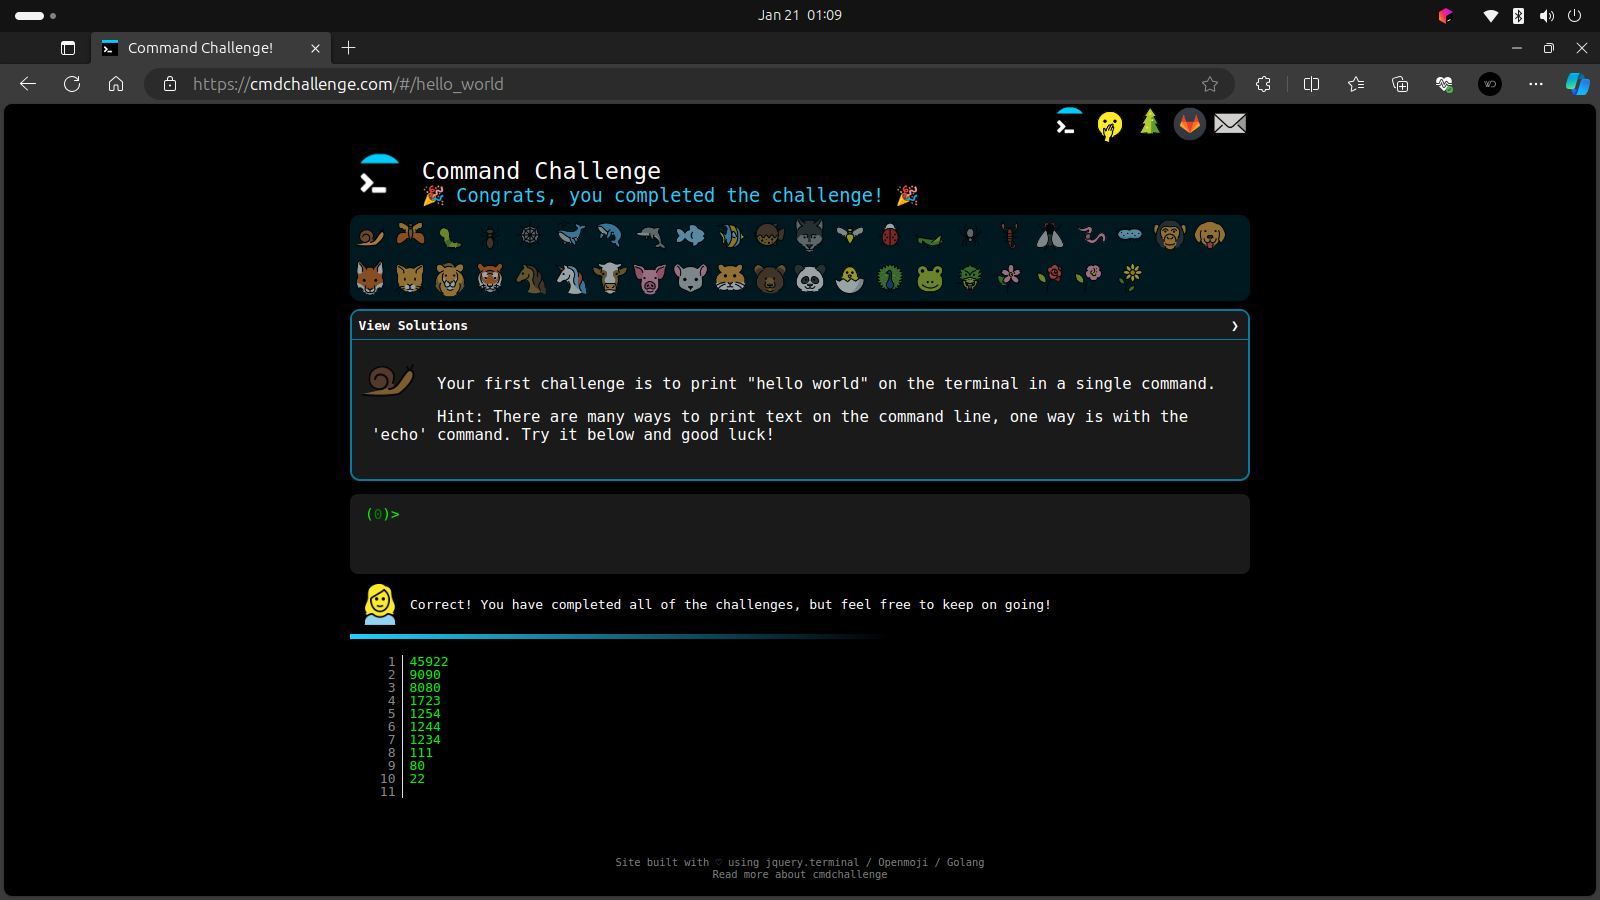 Jan 21 01:09
Command Challenge!
https://cmdchallenge.com/#/hello_world
Command Challenge
🎉 Congrats, you completed the challenge! 🎉
View Solutions
Your first challenge is to print "hello world" on the terminal in a single command.
Hint: There are many ways to print text on the command line, one way is with the
'echo' command. Try it below and good luck!
(0)>
Correct! You have completed all of the challenges, but feel free to keep on going!
1 45922
2 9090
3 8080
4 1723
5 1254
6 1244
7 1234
8 111
9 80
10 22
11
Site built with ♡ using jquery.terminal / Openmoji / Golang
Read more about cmdchallenge